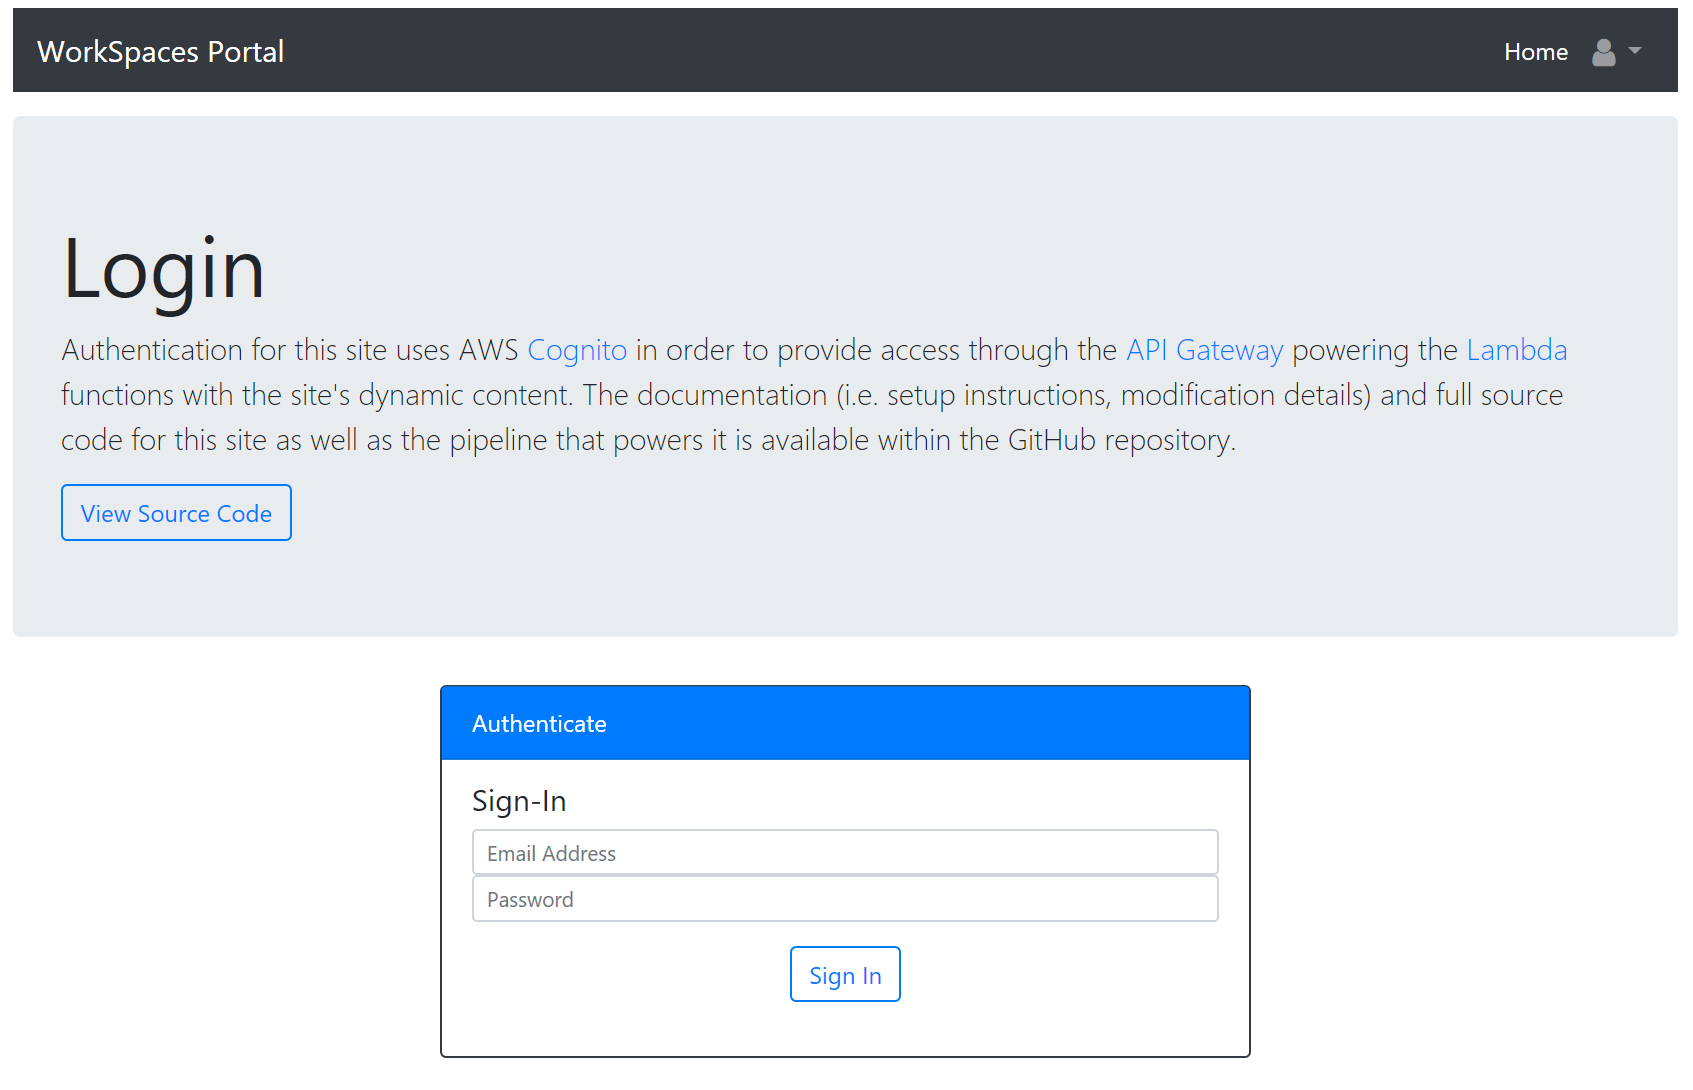 WorkSpaces Portal
Home
Login
Authentication for this site uses AWS Cognito in order to provide access through the API Gateway powering the Lambda
functions with the site's dynamic content. The documentation (i.e. setup instructions, modification details) and full source
code for this site as well as the pipeline that powers it is available within the GitHub repository.
View Source Code
Authenticate
Sign-In
Email Address
Password
Sign In